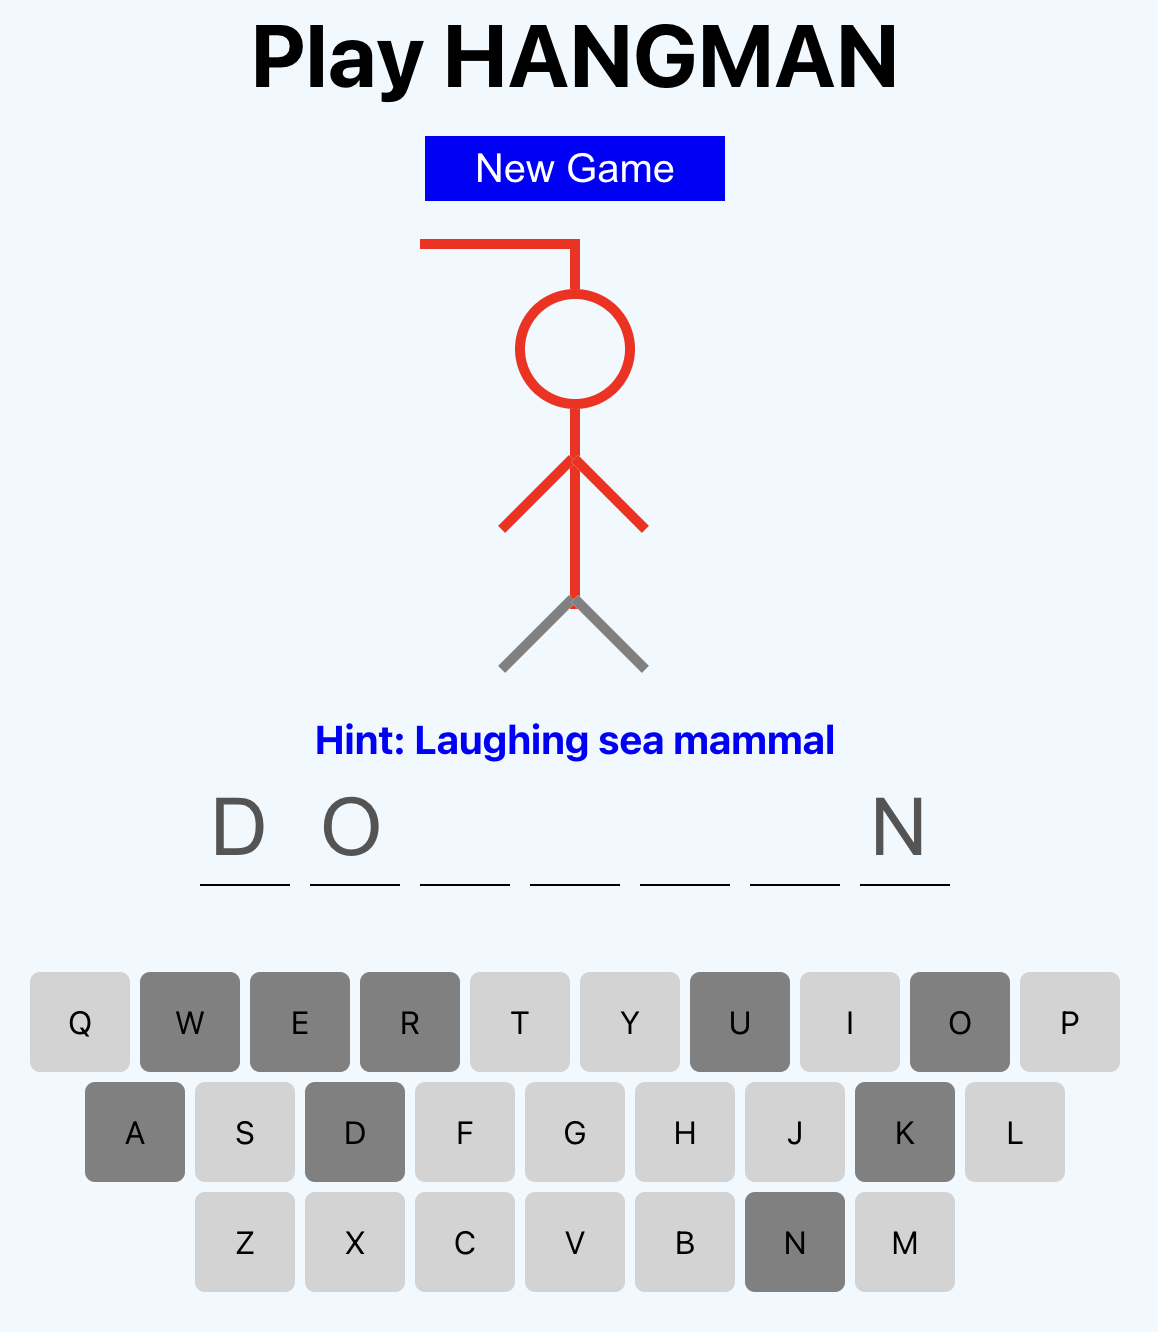 Play HANGMAN
New Game
Hint: Laughing sea mammal
D O N
Q W E R T Y U I O P
A S D F G H J K L
Z X C V B N M